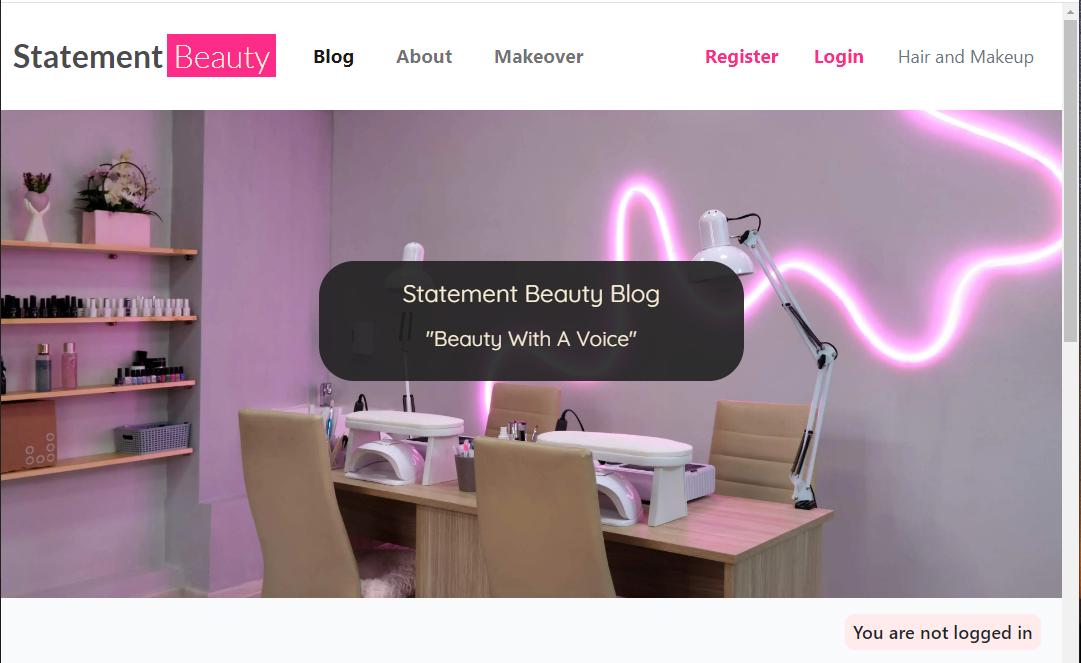 Statement Beauty Blog About Makeover Register Login Hair and Makeup
Statement Beauty Blog
"Beauty With A Voice"
You are not logged in